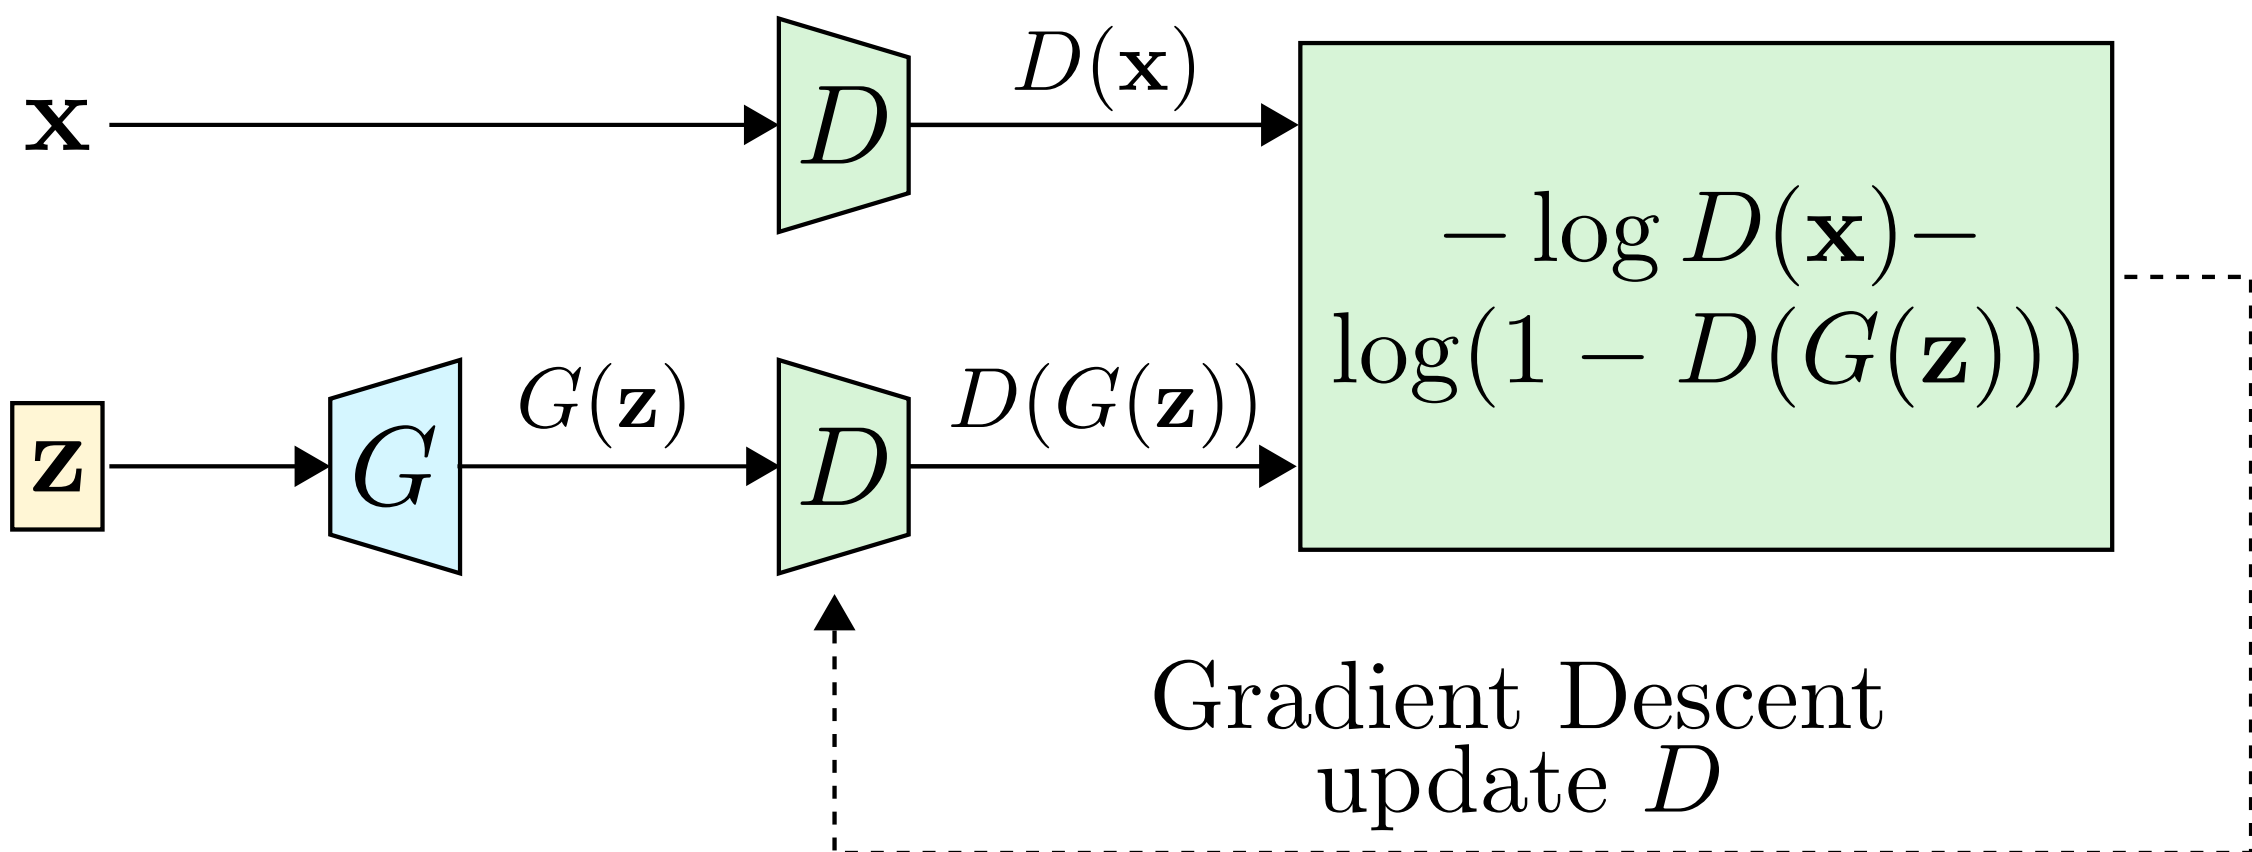 x
D
D(x)
− log D(x)−
log(1 − D(G(z)))
z
G
G(z)
D
D(G(z))
Gradient Descent
update D